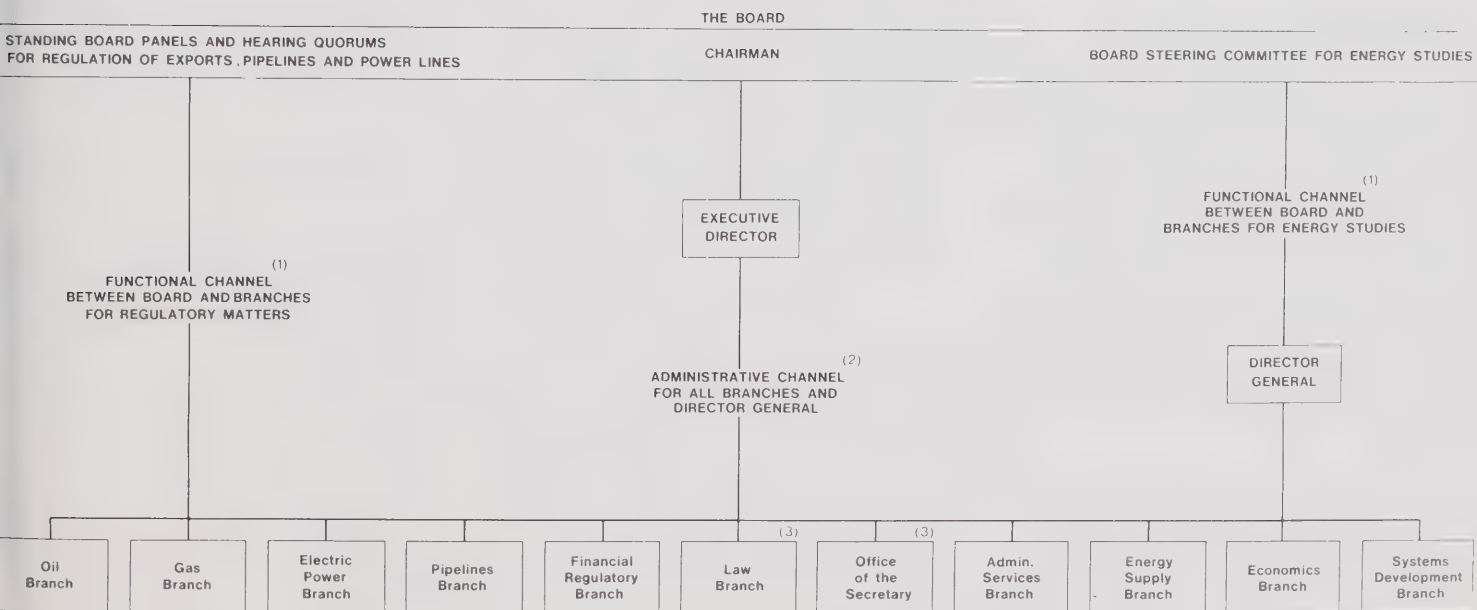 THE BOARD
STANDING BOARD PANELS AND HEARING QUORUMS
FOR REGULATION OF EXPORTS, PIPELINES AND POWER LINES
CHAIRMAN
BOARD STEERING COMMITTEE FOR ENERGY STUDIES
(1)
FUNCTIONAL CHANNEL
BETWEEN BOARD AND BRANCHES
FOR REGULATORY MATTERS
EXECUTIVE
DIRECTOR
(2)
ADMINISTRATIVE CHANNEL
FOR ALL BRANCHES AND
DIRECTOR GENERAL
(1)
FUNCTIONAL CHANNEL
BETWEEN BOARD AND
BRANCHES FOR ENERGY STUDIES
DIRECTOR
GENERAL
Oil
Branch
Gas
Branch
Electric
Power
Branch
Pipelines
Branch
Financial
Regulatory
Branch
(3)
Law
Branch
(3)
Office
of the
Secretary
Admin.
Services
Branch
Energy
Supply
Branch
Economics
Branch
Systems
Development
Branch